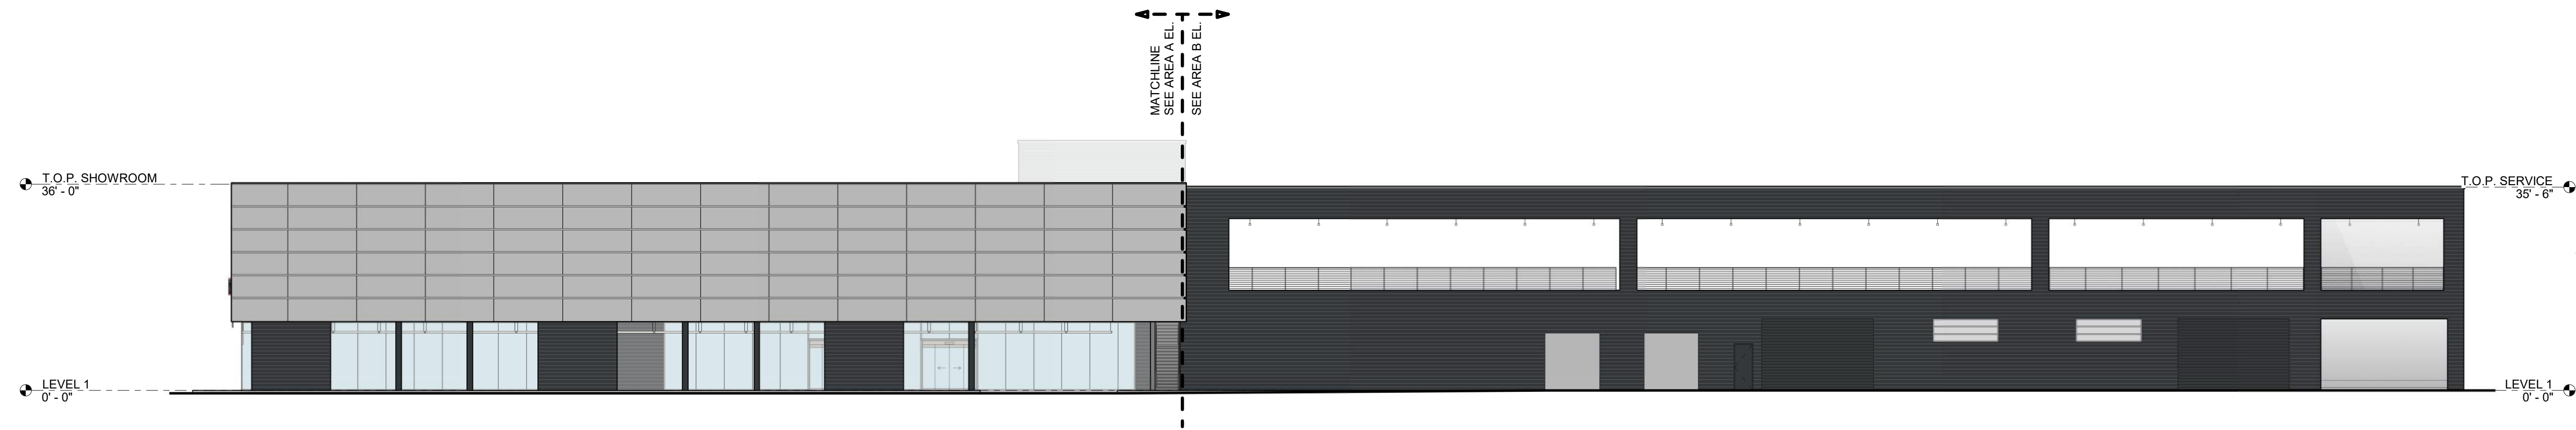 MATCHLINE
SEE AREA A EL.
SEE AREA B EL.
T.O.P. SHOWROOM
36' - 0"
T.O.P. SERVICE
35' - 6"
LEVEL 1
0' - 0"
LEVEL 1
0' - 0"